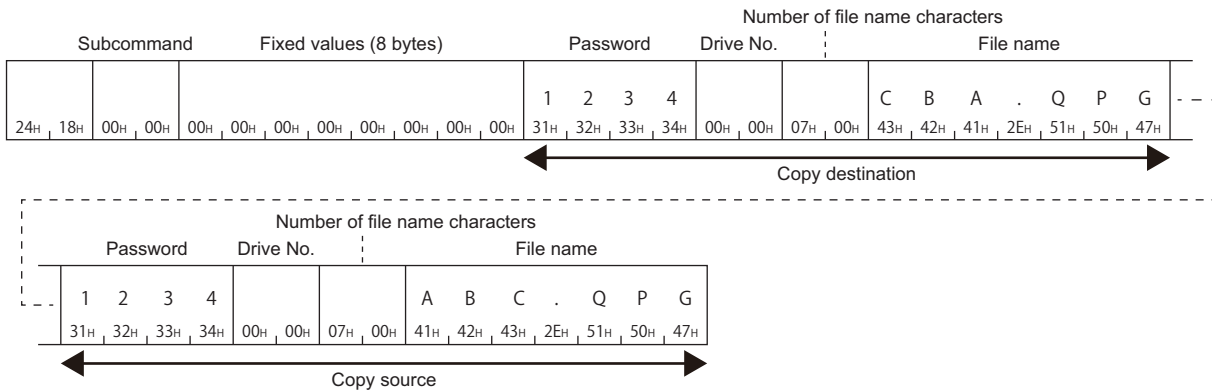 Number of file name characters
Subcommand Fixed values (8 bytes) Password Drive No. File name
1 2 3 4 C B A . Q P G
24H 18H 00H 00H 00H 00H 00H 00H 00H 00H 00H 00H 31H 32H 33H 34H 00H 00H 07H 00H 43H 42H 41H 2EH 51H 50H 47H
Copy destination
Number of file name characters
Password Drive No. File name
1 2 3 4 A B C . Q P G
31H 32H 33H 34H 00H 00H 07H 00H 41H 42H 43H 2EH 51H 50H 47H
Copy source